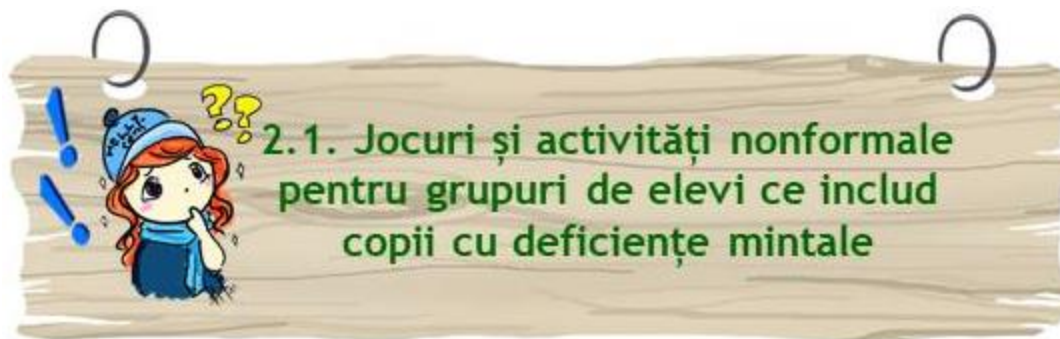 ??
2.1. Jocuri și activități nonformale
pentru grupuri de elevi ce includ
copii cu deficiențe mintale